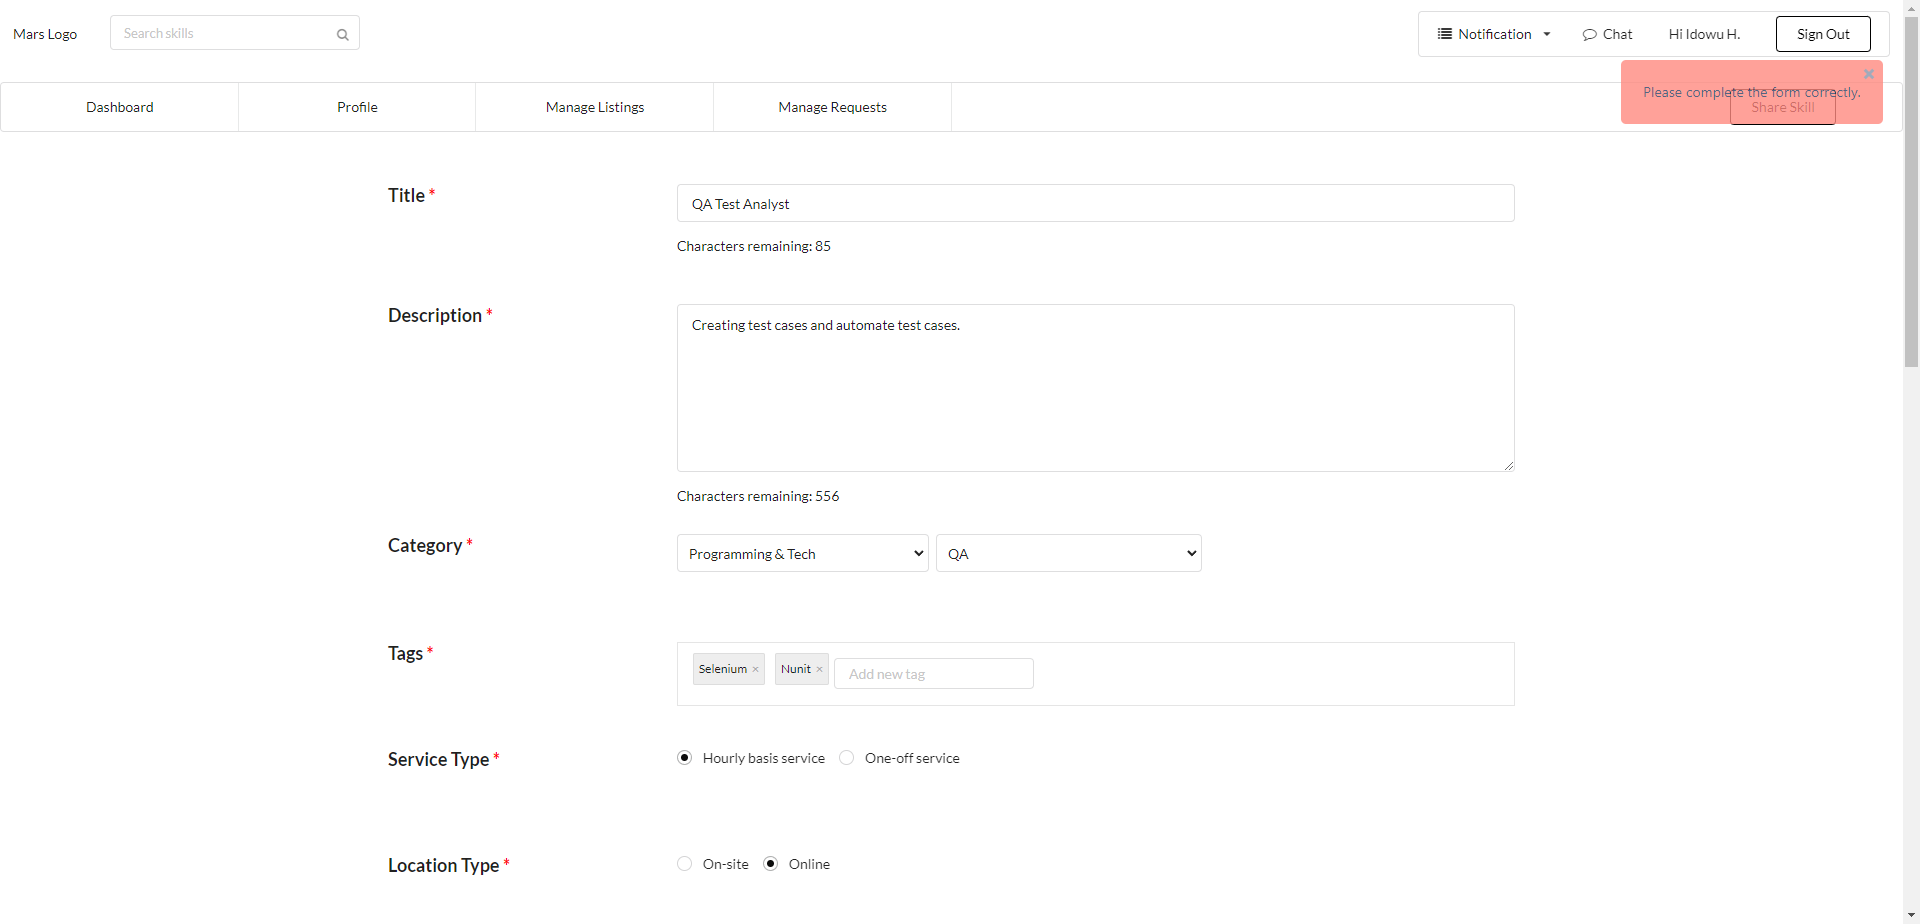 Mars Logo
Search skills
Notification
Chat
Hi Idowu H.
Sign Out
Please complete the form correctly.
Dashboard
Profile
Manage Listings
Manage Requests
Share Skill
Title *
QA Test Analyst
Characters remaining: 85
Description *
Creating test cases and automate test cases.
Characters remaining: 556
Category *
Programming & Tech
QA
Tags *
Selenium ×
Nunit ×
Add new tag
Service Type *
Hourly basis service
One-off service
Location Type *
On-site
Online